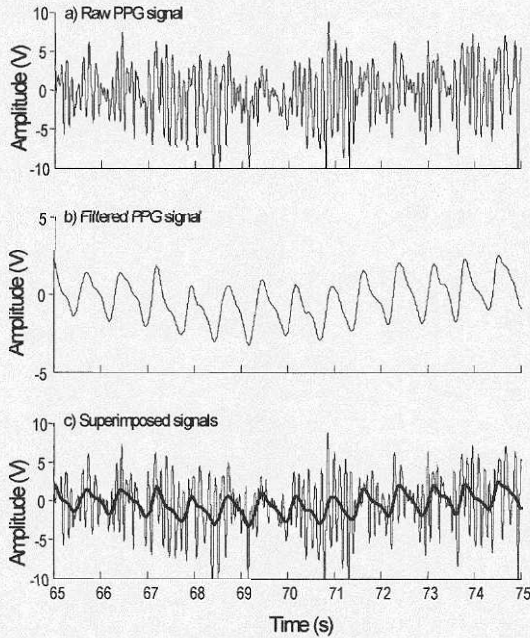 a) Raw PPG signal
10
5
0
-5
-10
Amplitude (V)
b) Filtered PPG signal
5
0
-5
Amplitude (V)
c) Superimposed signals
10
5
0
-5
-10
Amplitude (V)
65 66 67 68 69 70 71 72 73 74 75
Time (s)